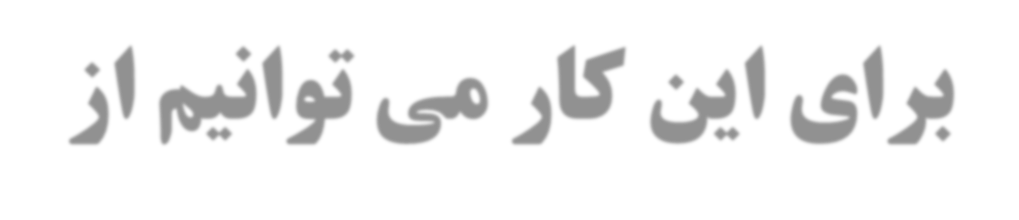 برای این کار می توانیم از